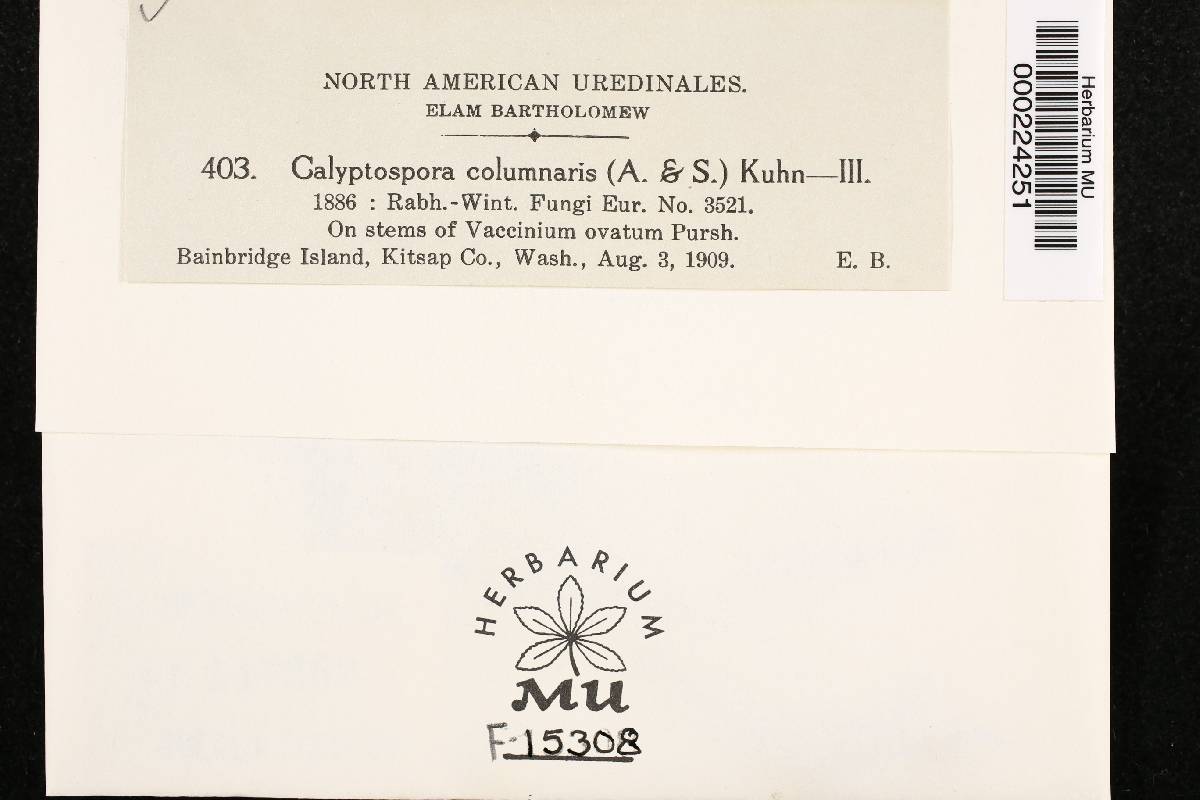 NORTH AMERICAN UREDINALES.
ELAM BARTHOLOMEW
403. Calyptospora columnaris (A. & S.) Kuhn—III.
1886 : Rabh.-Wint. Fungi Eur. No. 3521.
On stems of Vaccinium ovatum Pursh.
Bainbridge Island, Kitsap Co., Wash., Aug. 3, 1909. E. B.
Herbarium MU
000224251
HERBARIUM
MU
F-15308